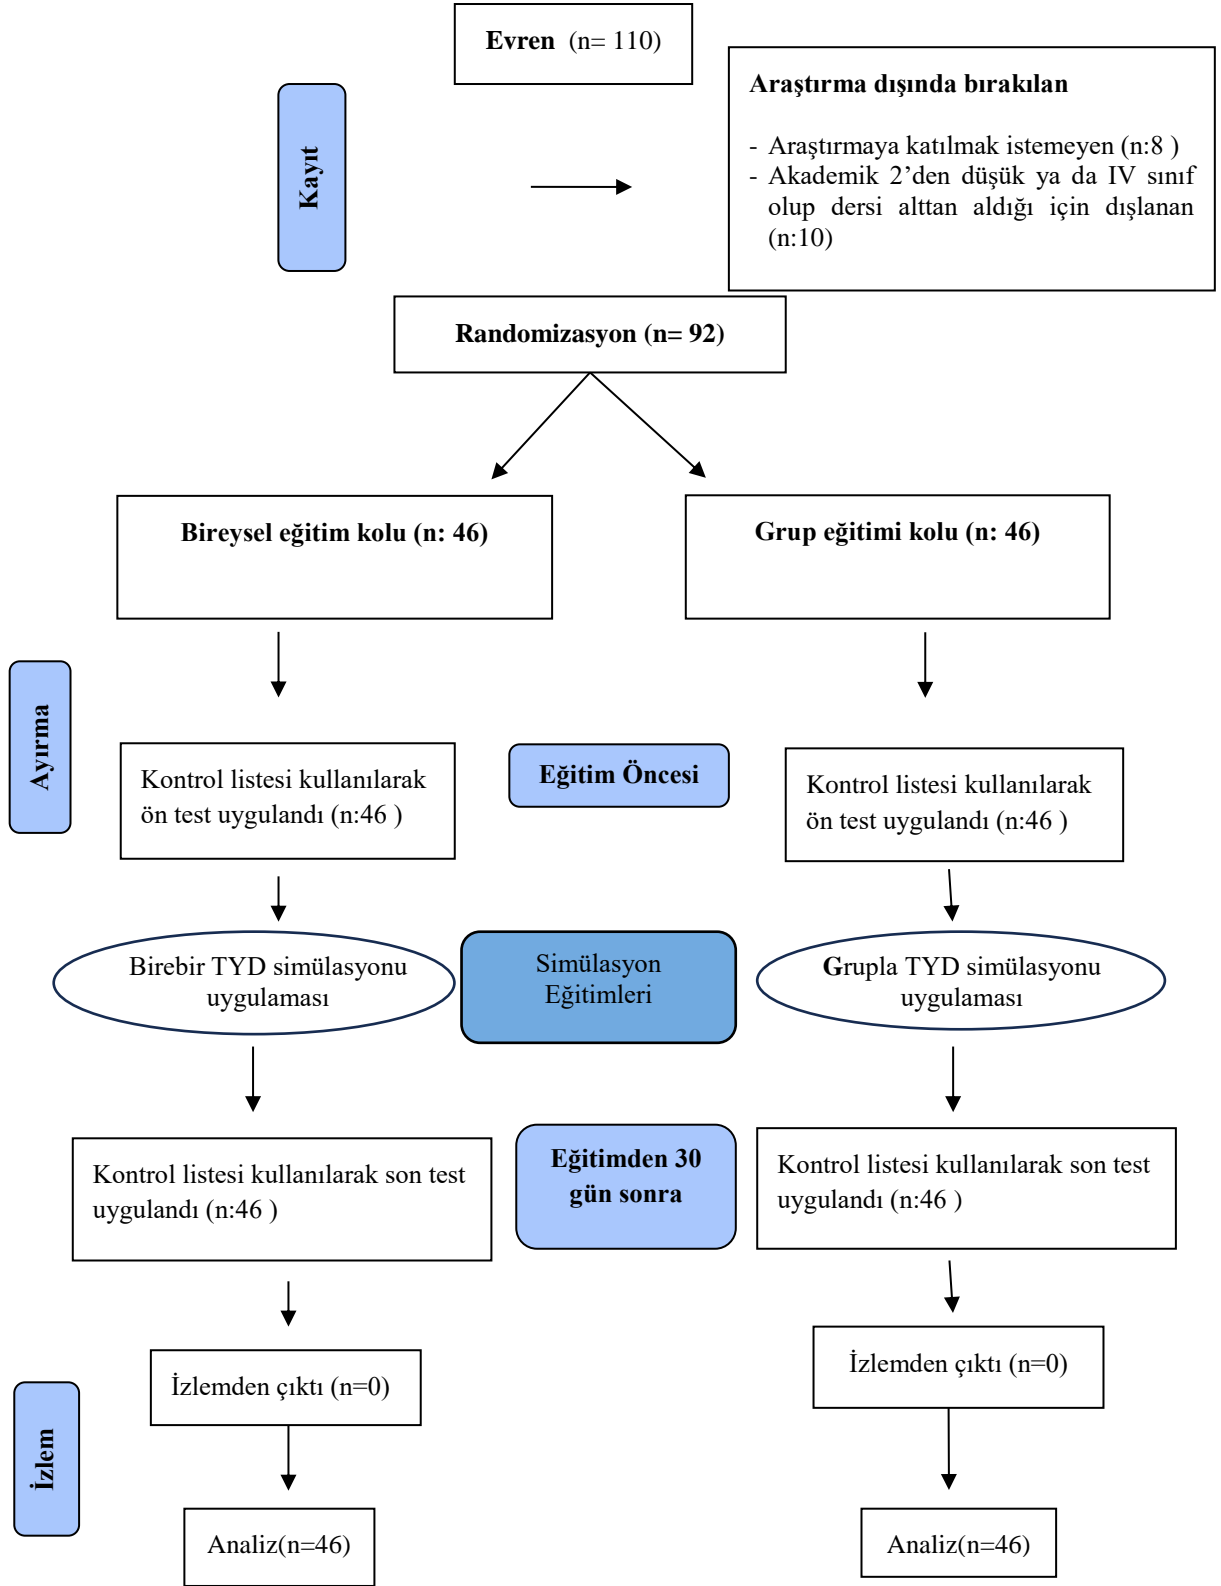 Evren (n= 110)
Kayıt
Araştırma dışında bırakılan
- Araştırmaya katılmak istemeyen (n:8 )
- Akademik 2’den düşük ya da IV sınıf
olup dersi alttan aldığı için dışlanan
(n:10)
Randomizasyon (n= 92)
Bireysel eğitim kolu (n: 46)
Grup eğitimi kolu (n: 46)
Ayırma
Kontrol listesi kullanılarak
ön test uygulandı (n:46 )
Eğitim Öncesi
Kontrol listesi kullanılarak
ön test uygulandı (n:46 )
Birebir TYD simülasyonu
uygulaması
Simülasyon
Eğitimleri
Grupla TYD simülasyonu
uygulaması
Kontrol listesi kullanılarak son test
uygulandı (n:46 )
Eğitimden 30
gün sonra
Kontrol listesi kullanılarak son test
uygulandı (n:46 )
İzlem
İzlemden çıktı (n=0)
İzlemden çıktı (n=0)
Analiz(n=46)
Analiz(n=46)